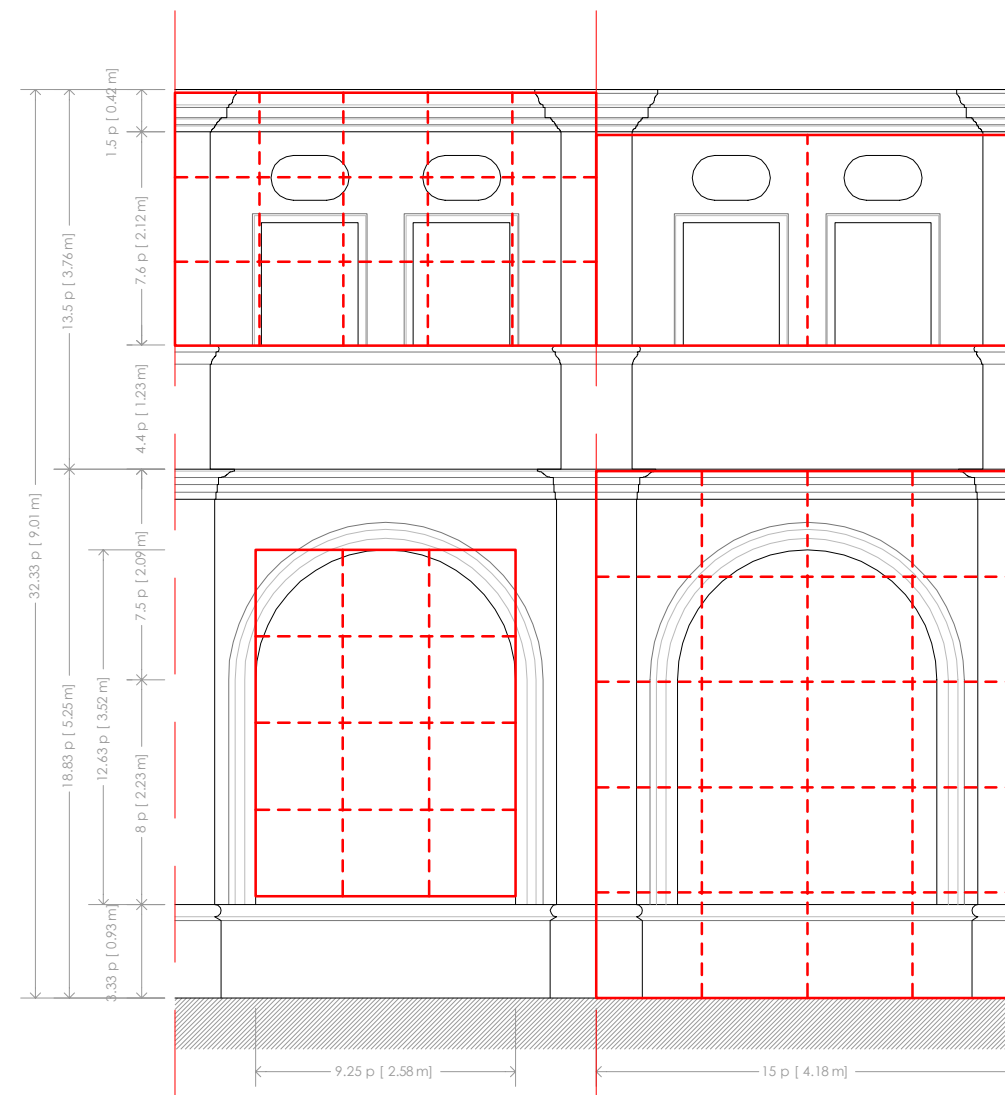 1.5 p [ 0.42 m]
7.6 p [ 2.12 m]
13.5 p [ 3.76 m]
4.4 p [ 1.23 m]
32.33 p [ 9.01 m]
7.5 p [ 2.09 m]
18.83 p [ 5.25 m]
12.63 p [ 3.52 m]
8 p [ 2.23 m]
3.33 p [ 0.93 m]
9.25 p [ 2.58 m]
15 p [ 4.18 m]